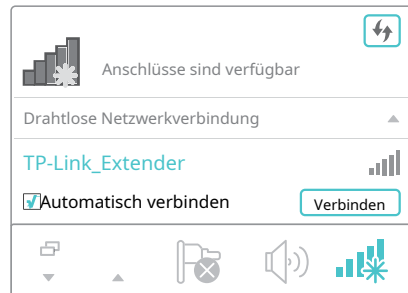 Anschlüsse sind verfügbar
Drahtlose Netzwerkverbindung
TP-Link_Extender
Automatisch verbinden
Verbinden